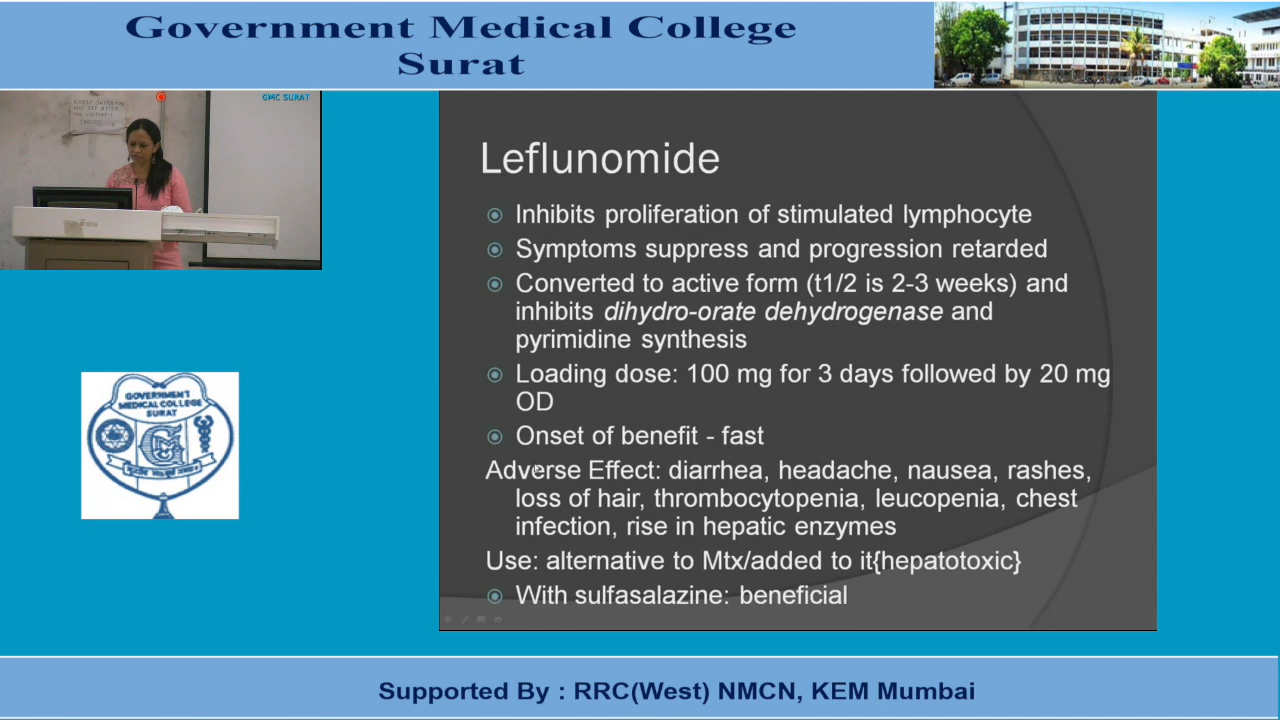 Government Medical College
Surat
GMC SURAT
GOVERNMENT
MEDICAL COLLEGE
SURAT
Leflunomide
Inhibits proliferation of stimulated lymphocyte
Symptoms suppress and progression retarded
Converted to active form (t1/2 is 2-3 weeks) and
inhibits dihydro-orate dehydrogenase and
pyrimidine synthesis
Loading dose: 100 mg for 3 days followed by 20 mg
OD
Onset of benefit - fast
Adverse Effect: diarrhea, headache, nausea, rashes,
loss of hair, thrombocytopenia, leucopenia, chest
infection, rise in hepatic enzymes
Use: alternative to Mtx/added to it{hepatotoxic}
With sulfasalazine: beneficial
Supported By : RRC(West) NMCN, KEM Mumbai